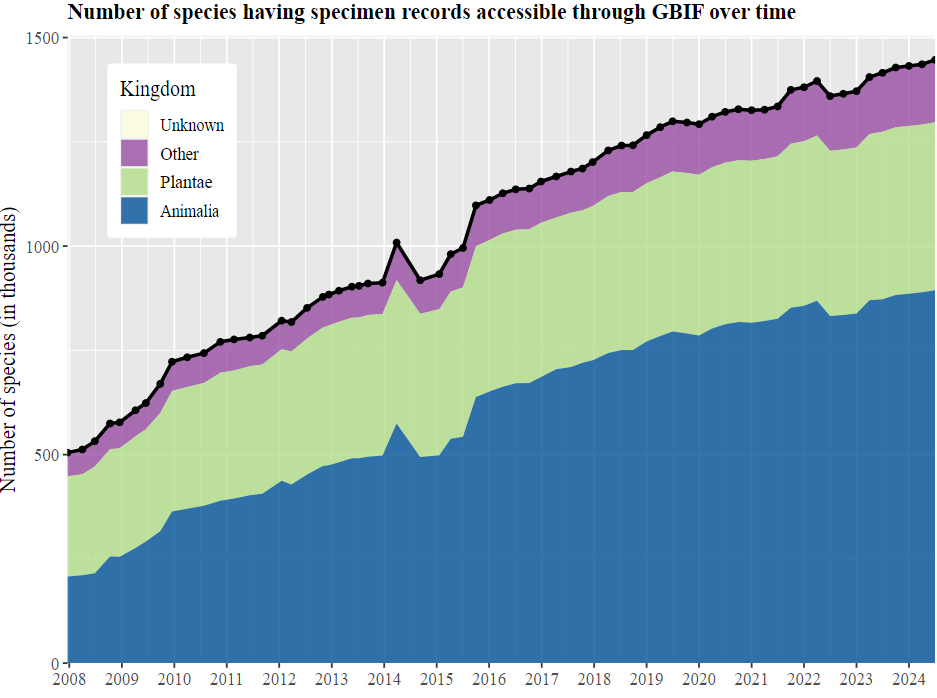 Number of species having specimen records accessible through GBIF over time
Number of species (in thousands)
1500
1000
500
0
Kingdom
Unknown
Other
Plantae
Animalia
2008 2009 2010 2011 2012 2013 2014 2015 2016 2017 2018 2019 2020 2021 2022 2023 2024